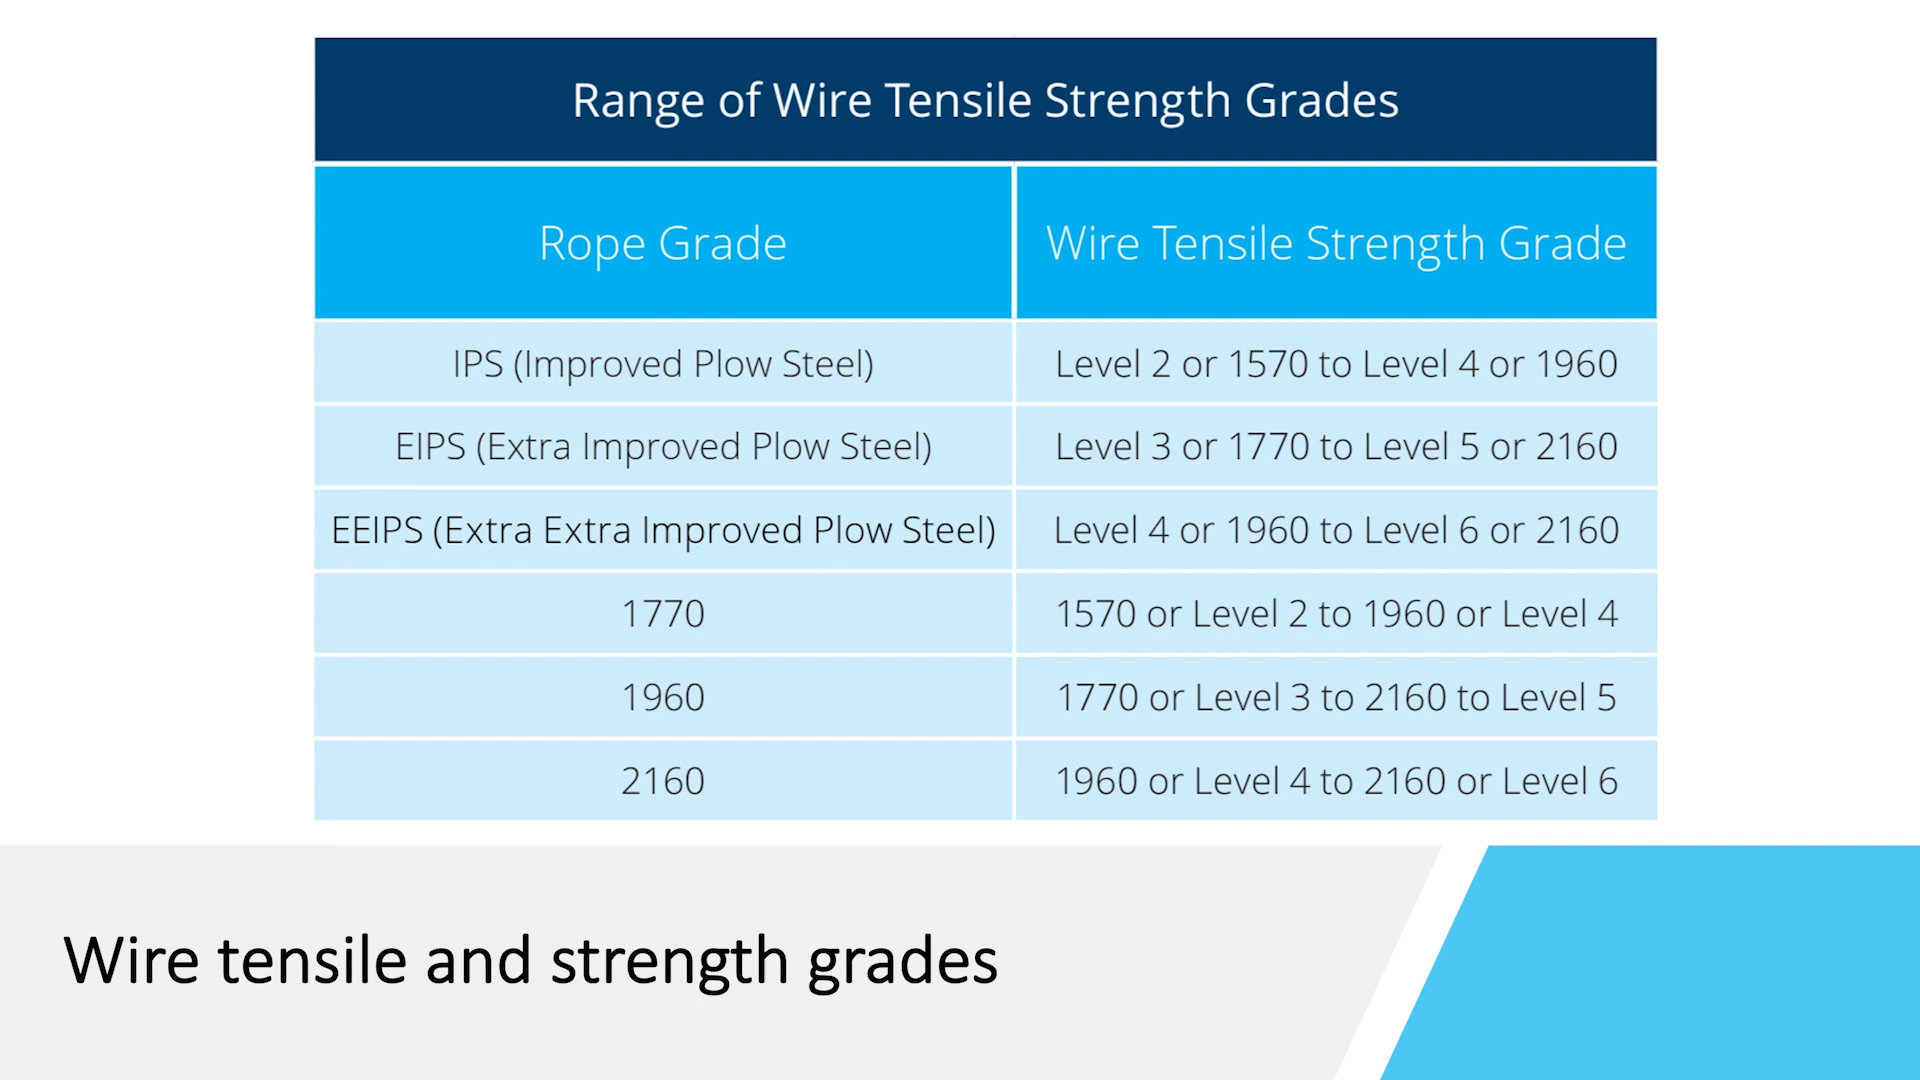 Range of Wire Tensile Strength Grades
Rope Grade
Wire Tensile Strength Grade
IPS (Improved Plow Steel)
Level 2 or 1570 to Level 4 or 1960
EIPS (Extra Improved Plow Steel)
Level 3 or 1770 to Level 5 or 2160
EEIPS (Extra Extra Improved Plow Steel)
Level 4 or 1960 to Level 6 or 2160
1770
1570 or Level 2 to 1960 or Level 4
1960
1770 or Level 3 to 2160 to Level 5
2160
1960 or Level 4 to 2160 or Level 6
Wire tensile and strength grades